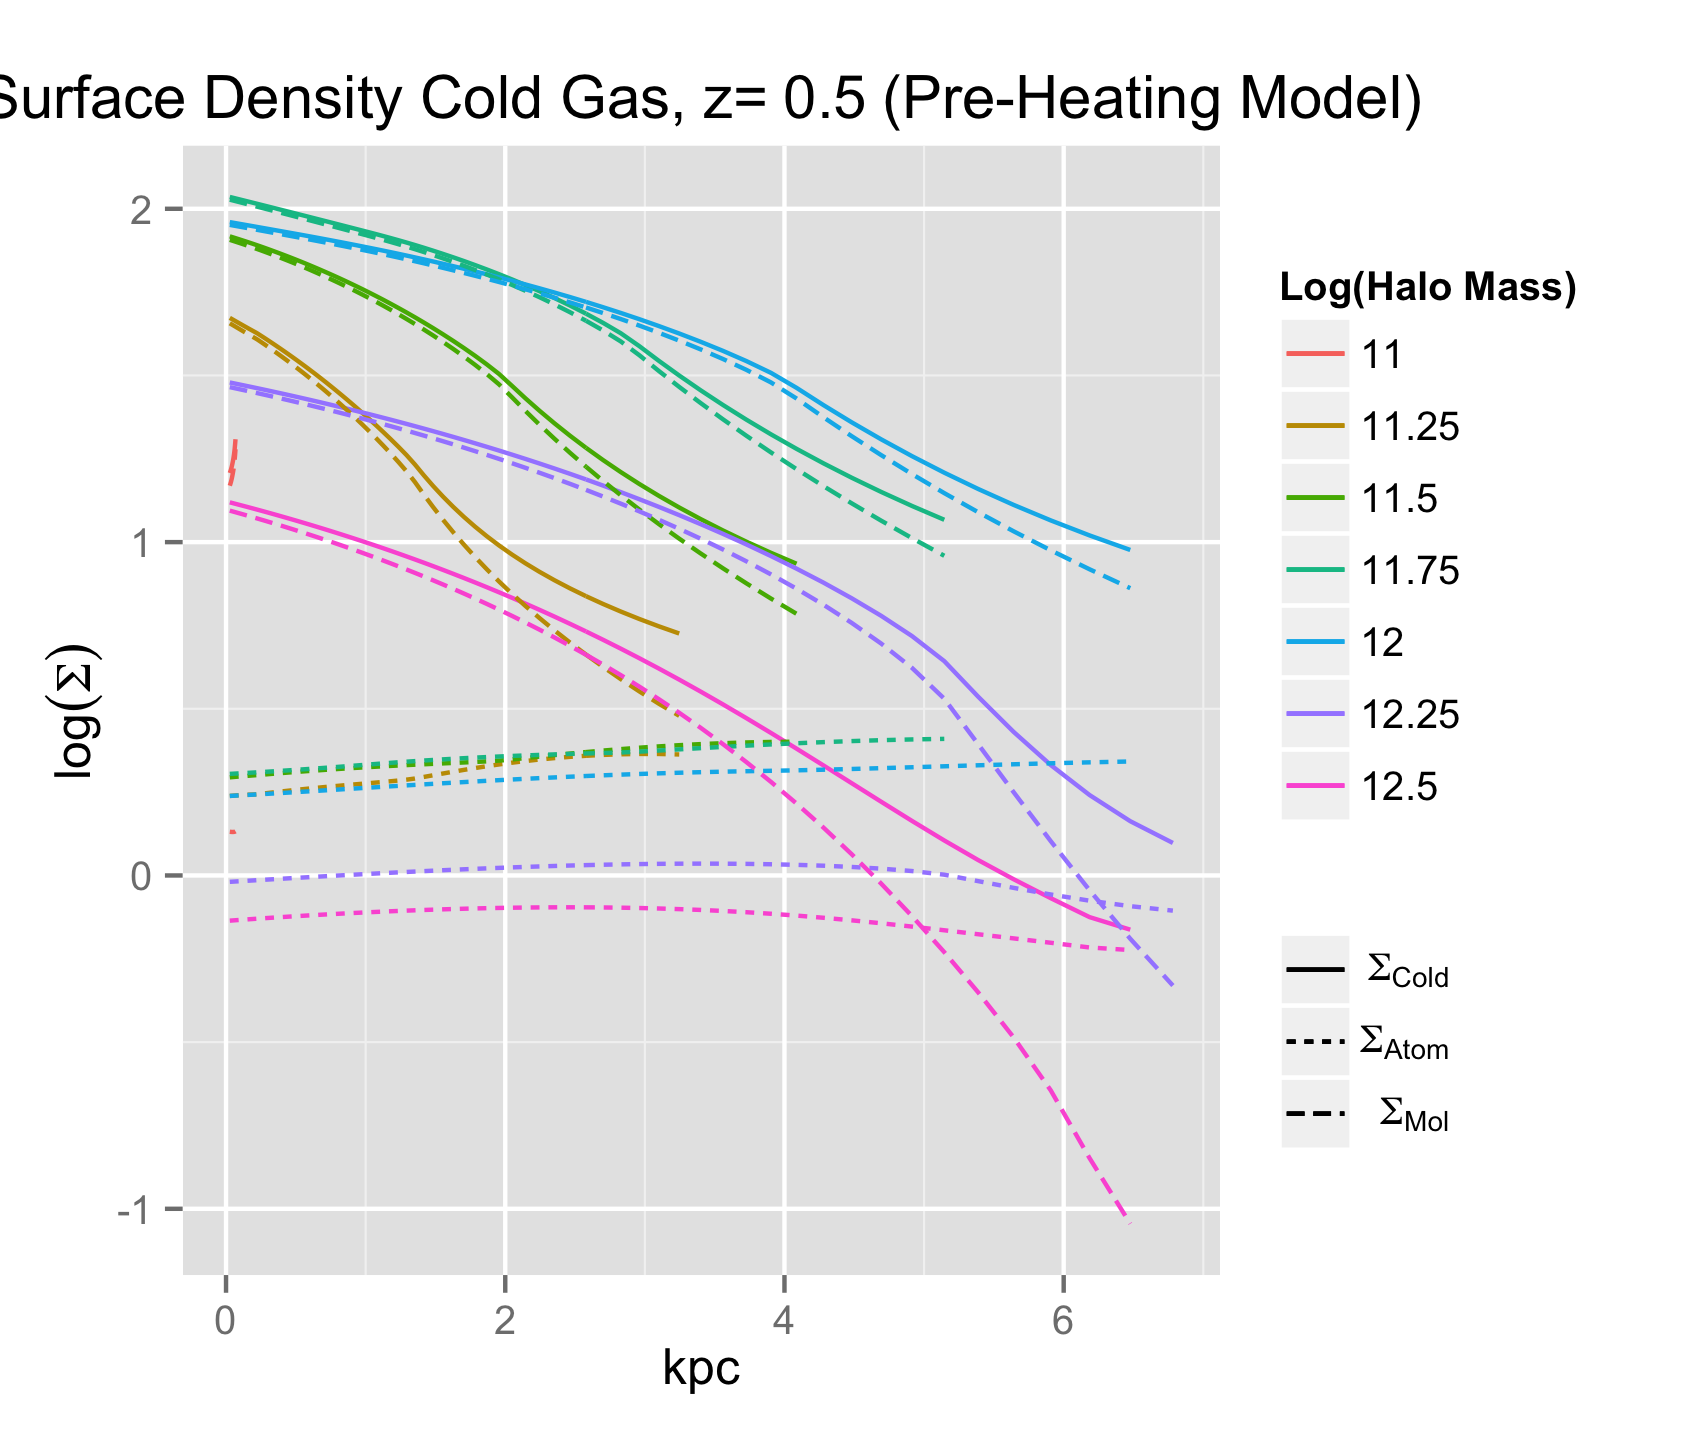 Surface Density Cold Gas, z= 0.5 (Pre-Heating Model)
2
1
0
-1
log(Σ)
0 2 4 6
kpc
Log(Halo Mass)
11
11.25
11.5
11.75
12
12.25
12.5
ΣCold
ΣAtom
ΣMol